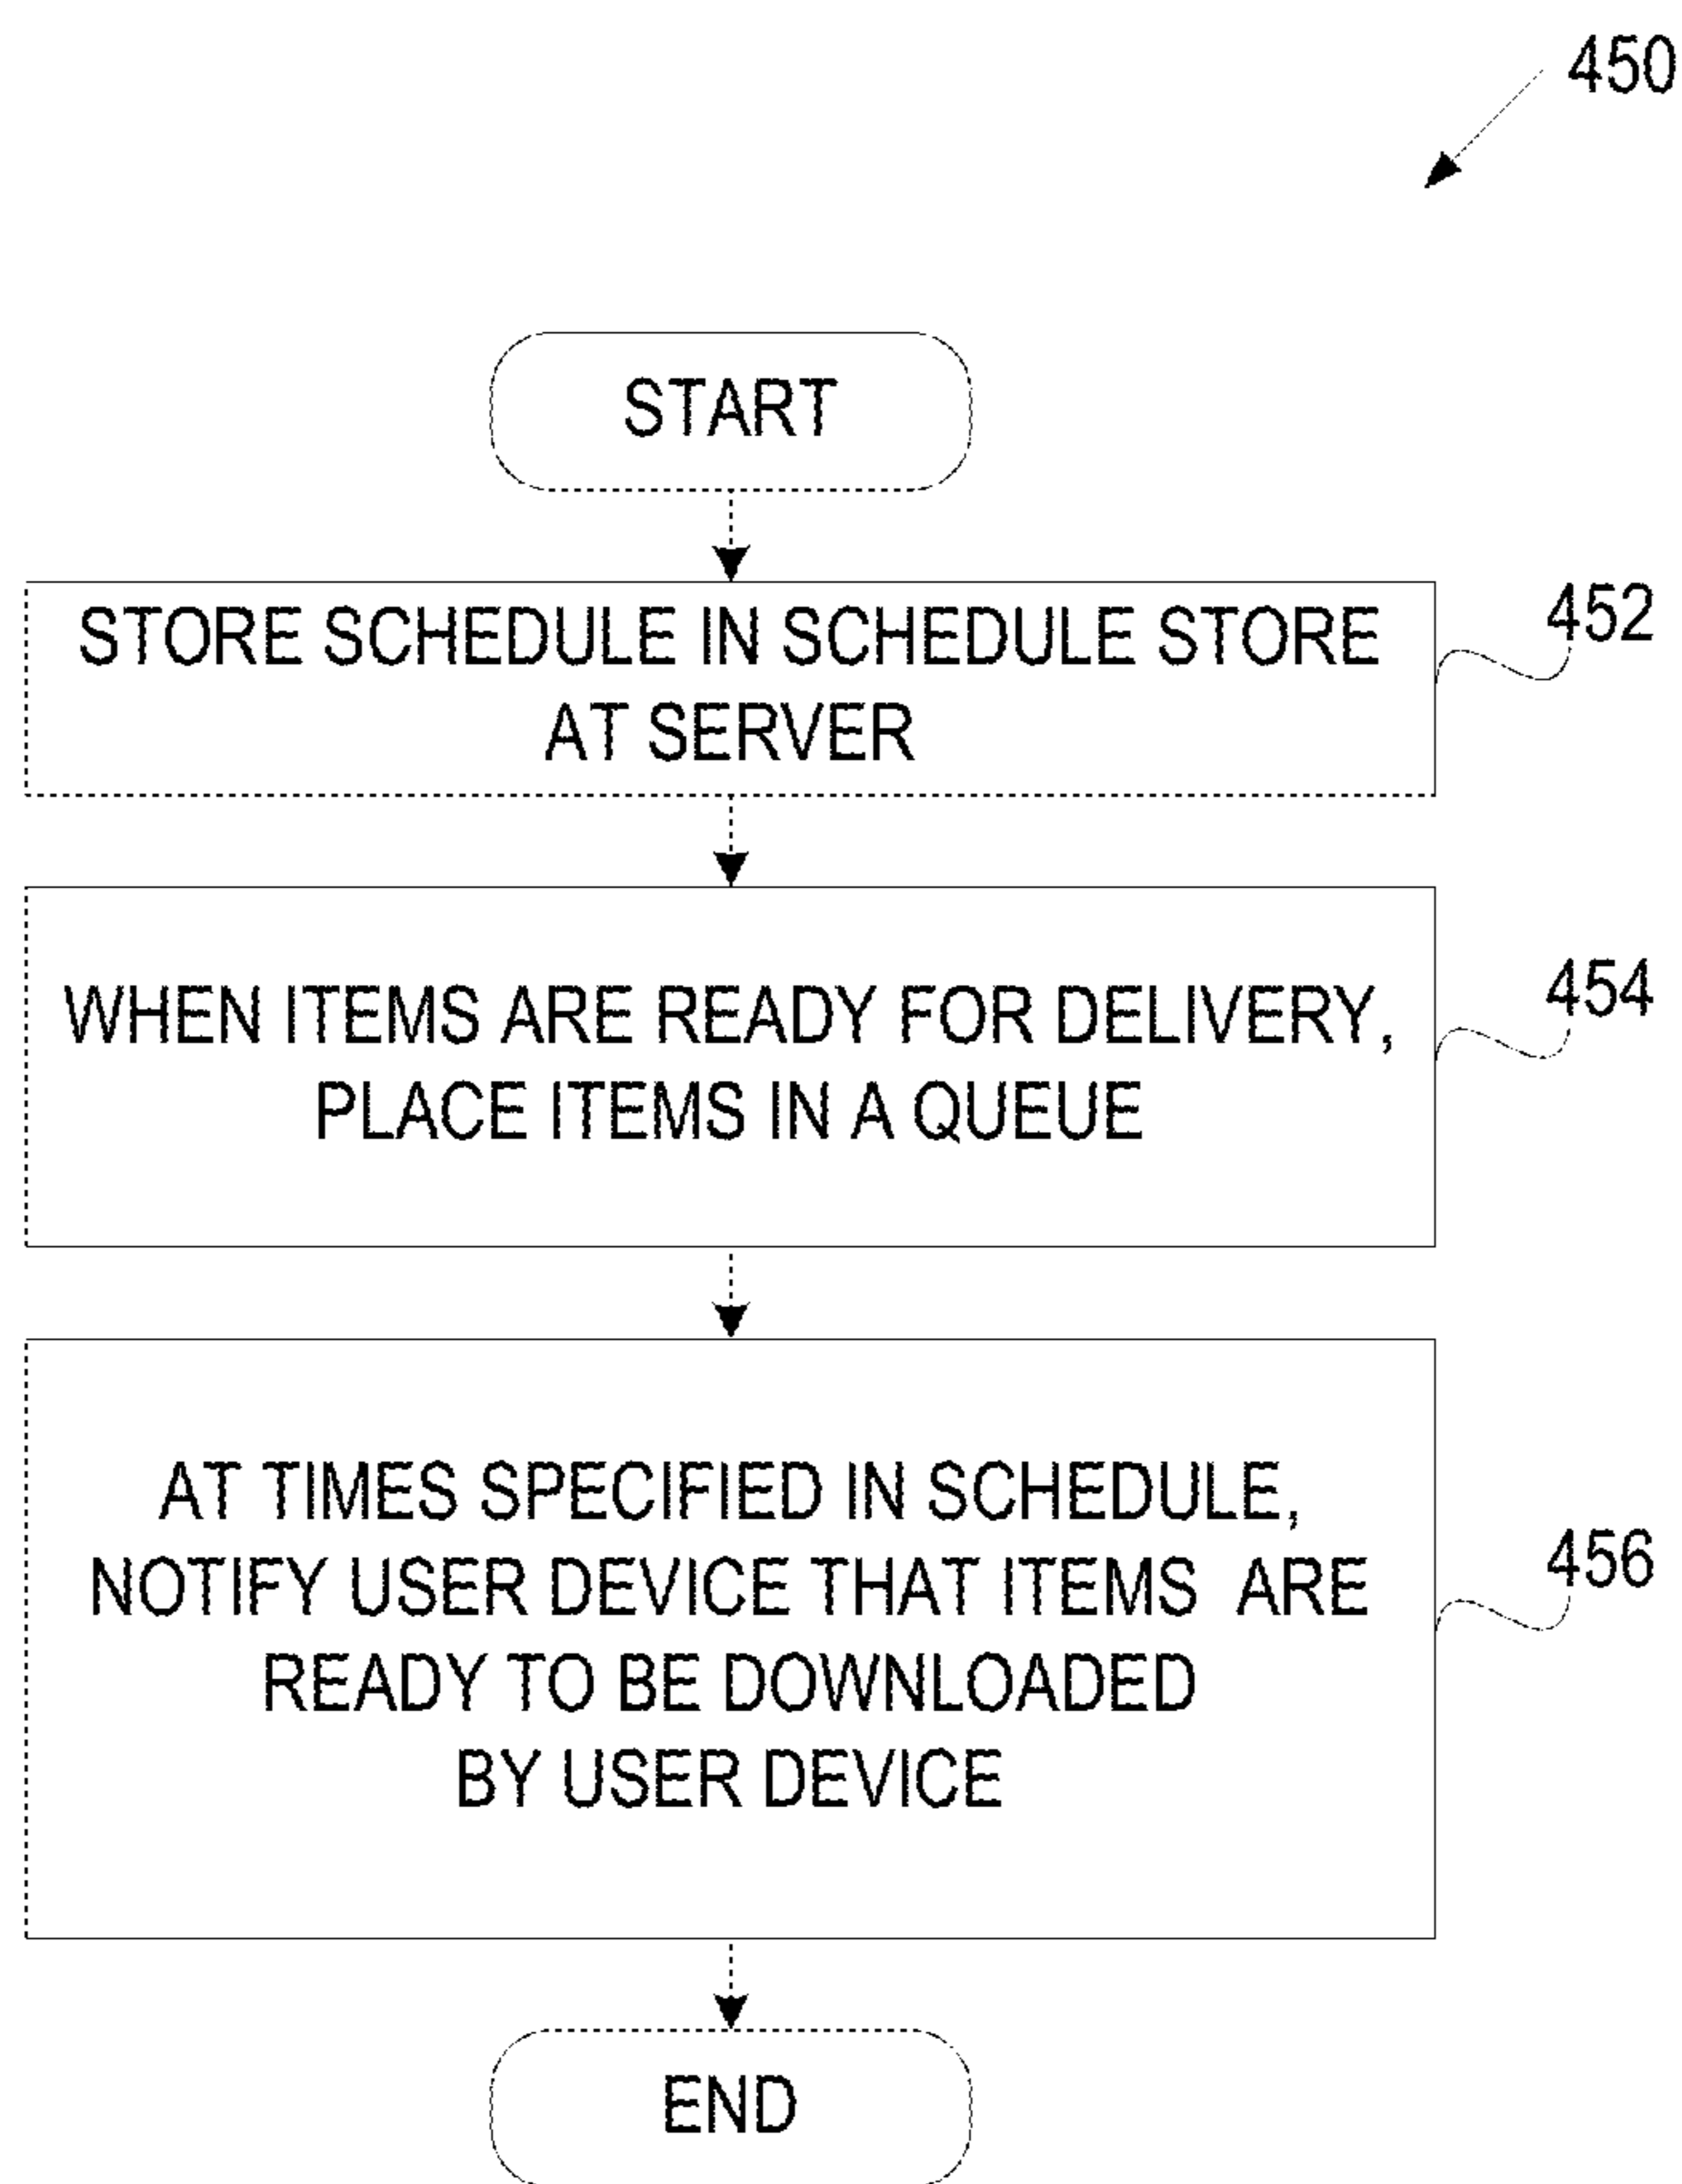 450
START
STORE SCHEDULE IN SCHEDULE STORE
AT SERVER
452
WHEN ITEMS ARE READY FOR DELIVERY,
PLACE ITEMS IN A QUEUE
454
AT TIMES SPECIFIED IN SCHEDULE,
NOTIFY USER DEVICE THAT ITEMS ARE
READY TO BE DOWNLOADED
BY USER DEVICE
456
END